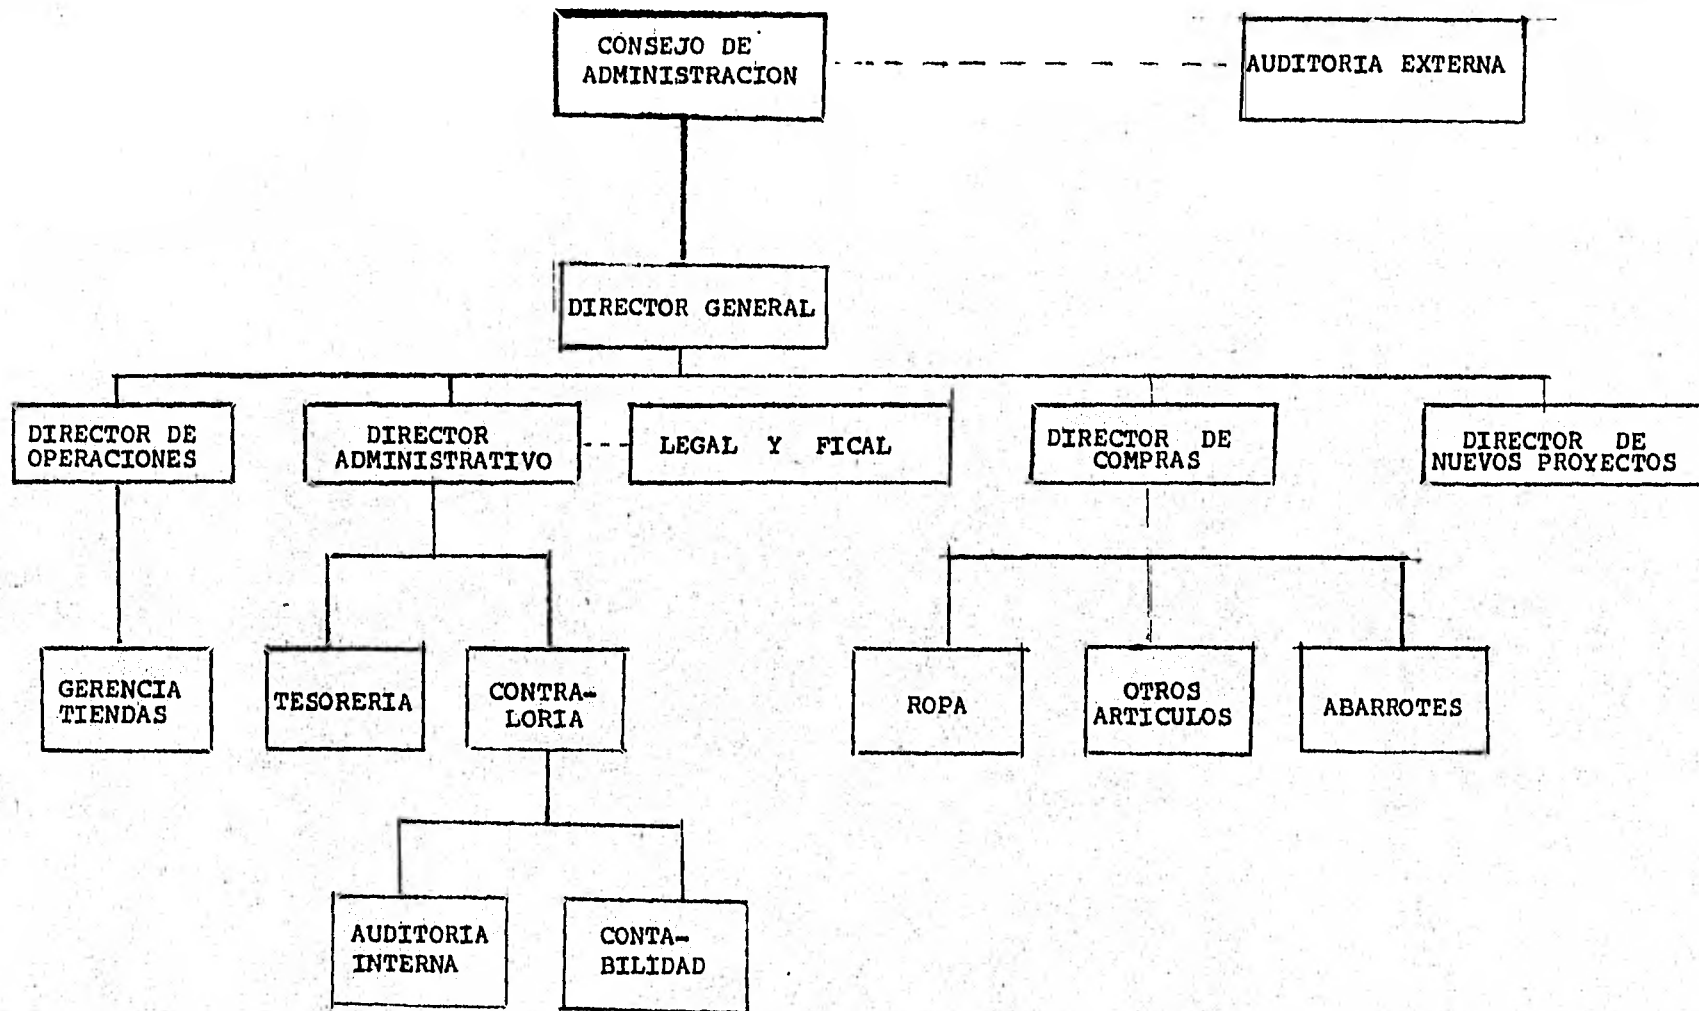 CONSEJO DE
ADMINISTRACION
AUDITORIA EXTERNA
DIRECTOR GENERAL
DIRECTOR DE
OPERACIONES
DIRECTOR
ADMINISTRATIVO
LEGAL Y FICAL
DIRECTOR DE
COMPRAS
DIRECTOR DE
NUEVOS PROYECTOS
GERENCIA
TIENDAS
TESORERIA
CONTRA-
LORIA
ROPA
OTROS
ARTICULOS
ABARROTES
AUDITORIA
INTERNA
CONTA-
BILIDAD